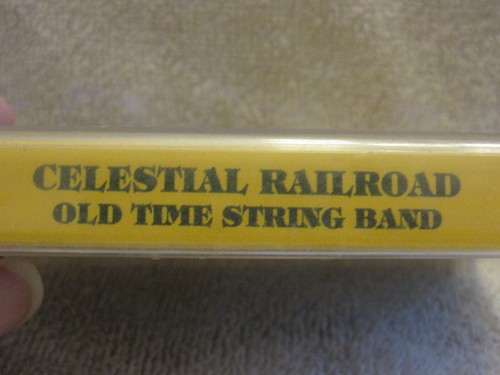 CELESTIAL RAILROAD
OLD TIME STRING BAND